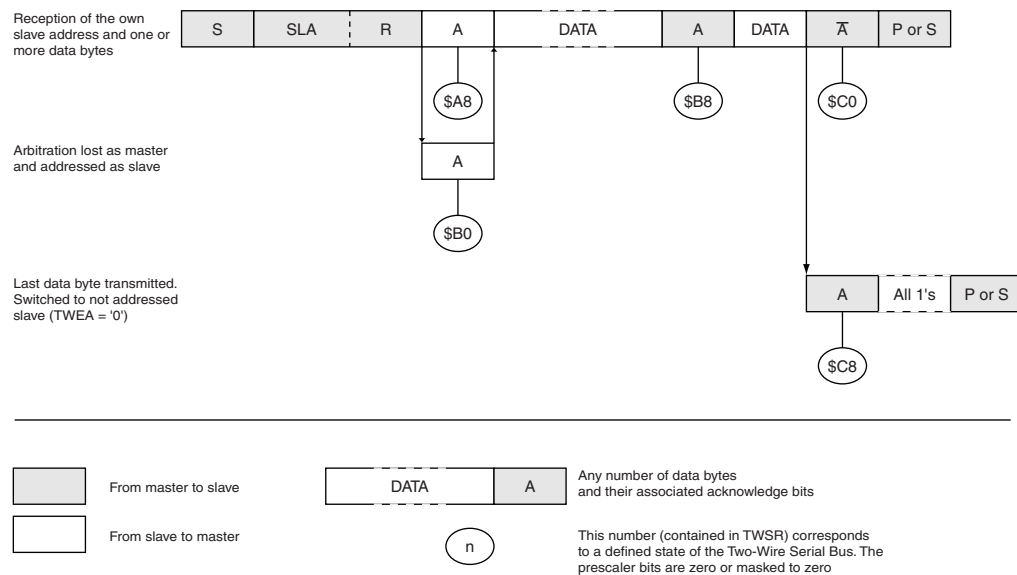 Reception of the own
slave address and one or
more data bytes
S SLA R A DATA A DATA A̅ P or S
$A8 $B8 $C0
Arbitration lost as master
and addressed as slave
A
$B0
Last data byte transmitted.
Switched to not addressed
slave (TWEA = '0')
A All 1's P or S
$C8
From master to slave
DATA A
Any number of data bytes
and their associated acknowledge bits
From slave to master
n
This number (contained in TWSR) corresponds
to a defined state of the Two-Wire Serial Bus. The
prescaler bits are zero or masked to zero